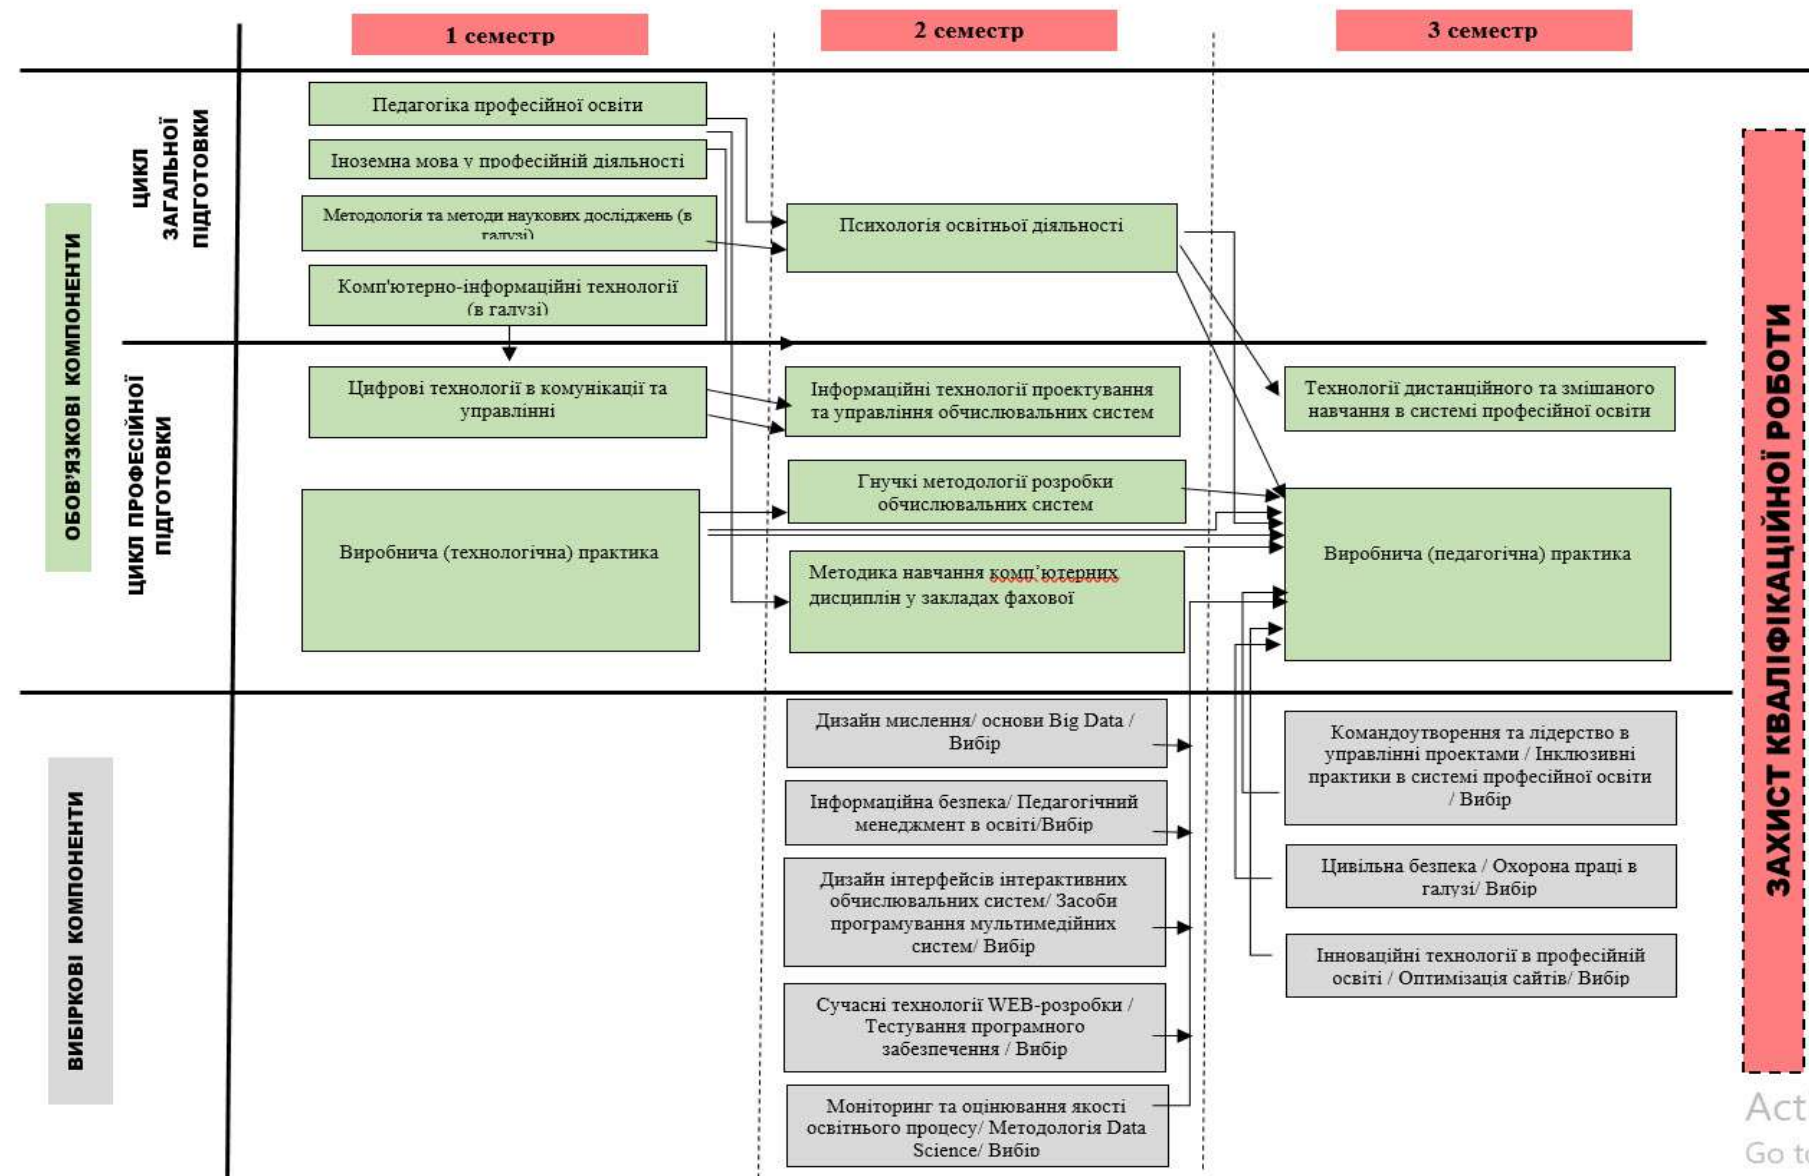 1 семестр
2 семестр
3 семестр
ОБОВ'ЯЗКОВІ КОМПОНЕНТИ
ЦИКЛ
ЗАГАЛЬНОЇ
ПІДГОТОВКИ
Педагогіка професійної освіти
Іноземна мова у професійній діяльності
Методологія та методи наукових досліджень (в
галузі)
Комп'ютерно-інформаційні технології
(в галузі)
Психологія освітньої діяльності
ЦИКЛ ПРОФЕСІЙНОЇ
ПІДГОТОВКИ
Цифрові технології в комунікації та
управлінні
Виробнича (технологічна) практика
Інформаційні технології проектування
та управління обчислювальних систем
Гнучкі методології розробки
обчислювальних систем
Методика навчання комп'ютерних
дисциплін у закладах фахової
Технології дистанційного та змішаного
навчання в системі професійної освіти
Виробнича (педагогічна) практика
ВИБІРКОВІ КОМПОНЕНТИ
Дизайн мислення/ основи Big Data /
Вибір
Інформаційна безпека/ Педагогічний
менеджмент в освіті/Вибір
Дизайн інтерфейсів інтерактивних
обчислювальних систем/ Засоби
програмування мультимедійних
систем/ Вибір
Сучасні технології WEB-розробки /
Тестування програмного
забезпечення / Вибір
Моніторинг та оцінювання якості
освітнього процесу/ Методологія Data
Science/ Вибір
Командоутворення та лідерство в
управлінні проектами / Інклюзивні
практики в системі професійної освіти
/ Вибір
Цивільна безпека / Охорона праці в
галузі/ Вибір
Інноваційні технології в професійній
освіті / Оптимізація сайтів/ Вибір
ЗАХИСТ КВАЛІФІКАЦІЙНОЇ РОБОТИ
Act
Go t